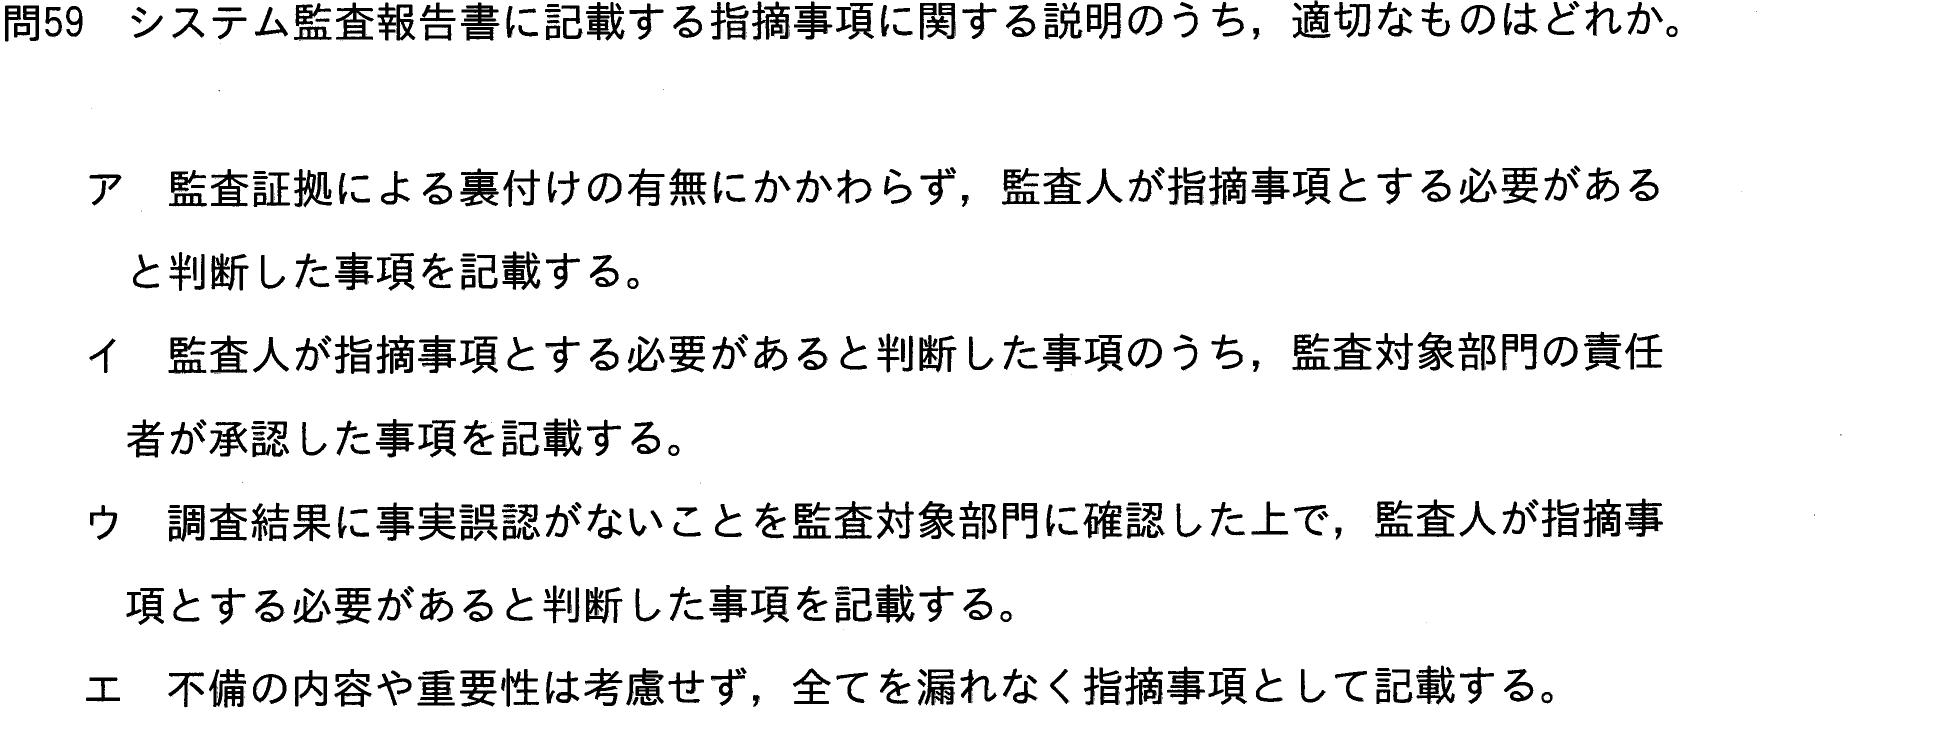 問59 システム監査報告書に記載する指摘事項に関する説明のうち，適切なものはどれか。
ア 監査証拠による裏付けの有無にかかわらず，監査人が指摘事項とする必要がある
と判断した事項を記載する。
イ 監査人が指摘事項とする必要があると判断した事項のうち，監査対象部門の責任
者が承認した事項を記載する。
ウ 調査結果に事実誤認がないことを監査対象部門に確認した上で，監査人が指摘事
項とする必要があると判断した事項を記載する。
エ 不備の内容や重要性は考慮せず，全てを漏れなく指摘事項として記載する。